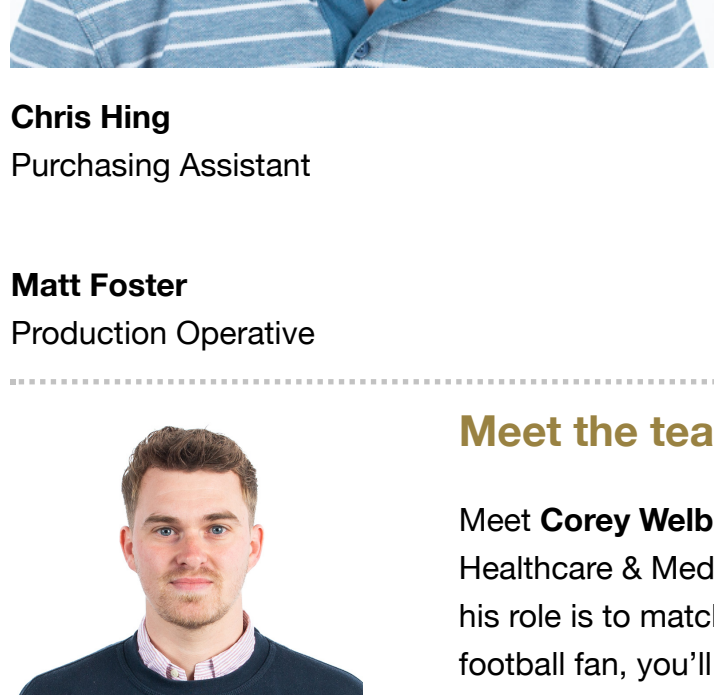 Chris Hing
Purchasing Assistant
Matt Foster
Production Operative
Meet the tea
Meet Corey Welb
Healthcare & Med
his role is to matc
football fan, you'll